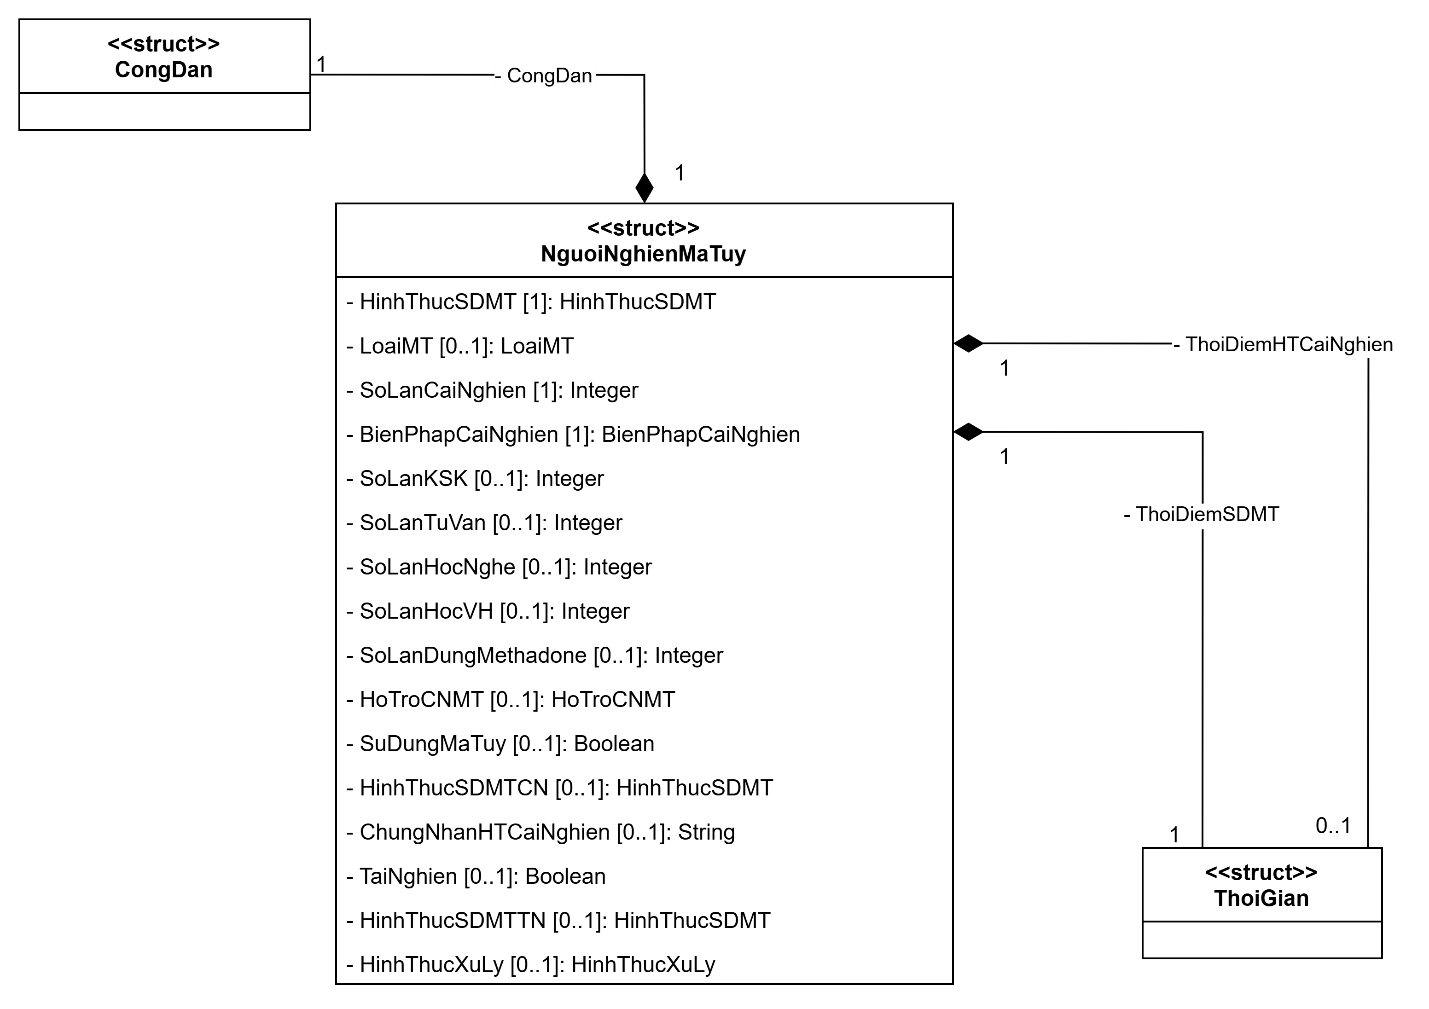 <<struct>>
CongDan
1
- CongDan
1
<<struct>>
NguoiNghienMaTuy
- HinhThucSDMT [1]: HinhThucSDMT
- LoaiMT [0..1]: LoaiMT
- SoLanCaiNghien [1]: Integer
- BienPhapCaiNghien [1]: BienPhapCaiNghien
- SoLanKSK [0..1]: Integer
- SoLanTuVan [0..1]: Integer
- SoLanHocNghe [0..1]: Integer
- SoLanHocVH [0..1]: Integer
- SoLanDungMethadone [0..1]: Integer
- HoTroCNMT [0..1]: HoTroCNMT
- SuDungMaTuy [0..1]: Boolean
- HinhThucSDMTCN [0..1]: HinhThucSDMT
- ChungNhanHTCaiNghien [0..1]: String
- TaiNghien [0..1]: Boolean
- HinhThucSDMTTN [0..1]: HinhThucSDMT
- HinhThucXuLy [0..1]: HinhThucXuLy
- ThoiDiemHTCaiNghien
1
1
- ThoiDiemSDMT
1
0..1
<<struct>>
ThoiGian